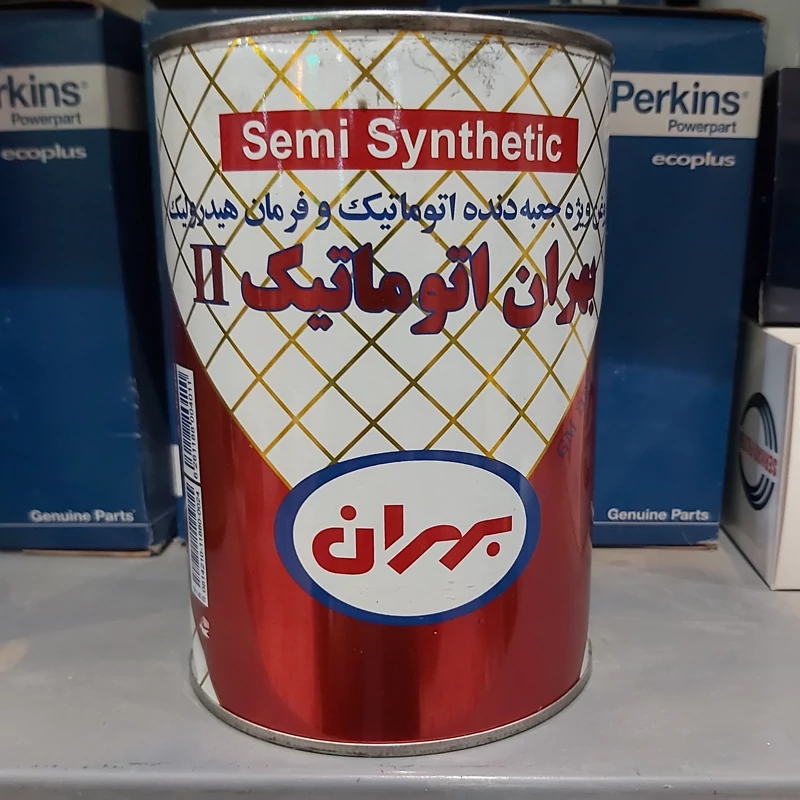 Semi Synthetic
ویژه جعبه دنده اتوماتیک و فرمان هیدرولیک
بهران اتوماتیک II
بهران
rkins
Powerpart
ecoplus
Genuine Parts
Perkins
Powerpart
ecoplus
Genuine Parts